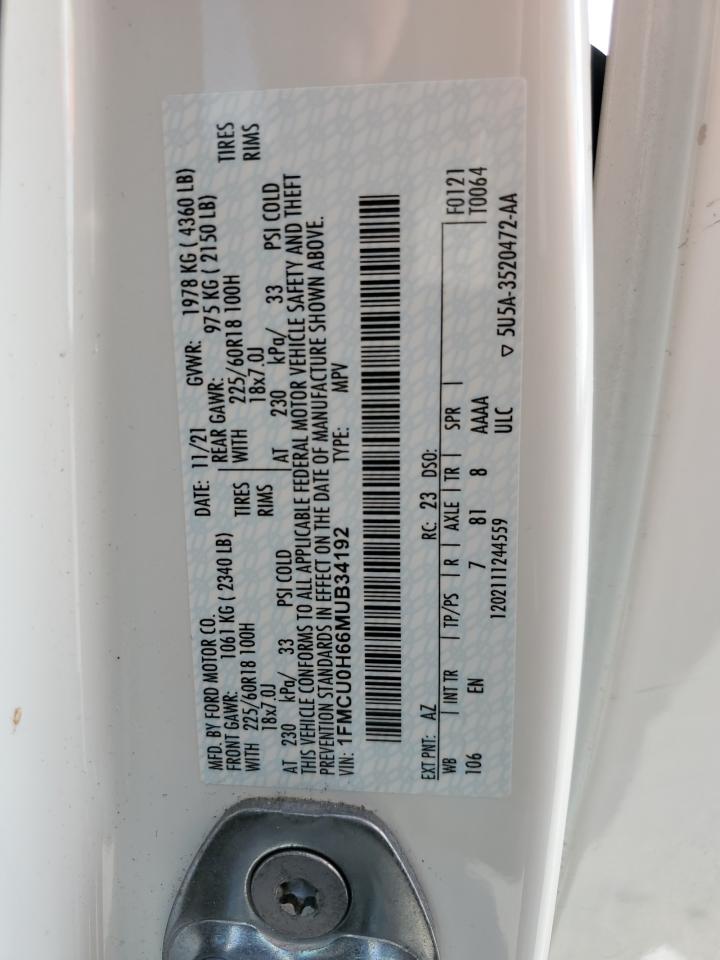 MFD. BY FORD MOTOR CO. DATE: 11/21 GVWR: 1978 KG ( 4360 LB)
FRONT GAWR: 1061 KG ( 2340 LB) REAR GAWR: 975 KG ( 2150 LB)
WITH 225/60R18 100H TIRES WITH 225/60R18 100H TIRES
18x7.0J RIMS 18x7.0J RIMS
AT 230 kPa/ 33 PSI COLD AT 230 kPa/ 33 PSI COLD
THIS VEHICLE CONFORMS TO ALL APPLICABLE FEDERAL MOTOR VEHICLE SAFETY AND THEFT
PREVENTION STANDARDS IN EFFECT ON THE DATE OF MANUFACTURE SHOWN ABOVE.
VIN: 1FMCU0H66MUB34192 TYPE: MPV
EXT PNT: AZ RC: 23 DSO:
WB INT TR TP/PS R AXLE TR SPR F0121
106 EN 7 81 8 AAAA T0064
1202111244559 ULC
▽ 5U5A-3520472-AA